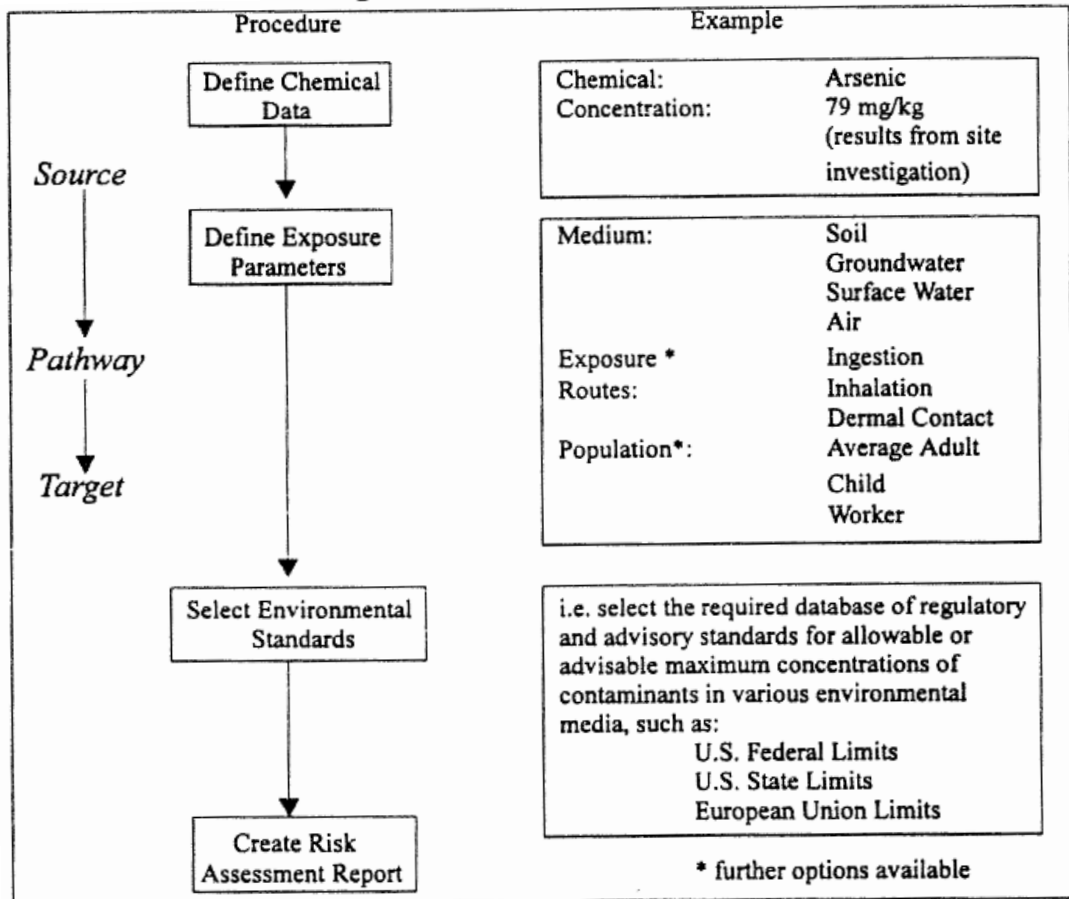 Procedure
Example
Define Chemical
Data
Chemical: Arsenic
Concentration: 79 mg/kg
(results from site
investigation)
Source
Pathway
Target
Define Exposure
Parameters
Medium: Soil
Groundwater
Surface Water
Air
Exposure * Ingestion
Routes: Inhalation
Dermal Contact
Population*: Average Adult
Child
Worker
Select Environmental
Standards
i.e. select the required database of regulatory
and advisory standards for allowable or
advisable maximum concentrations of
contaminants in various environmental
media, such as:
U.S. Federal Limits
U.S. State Limits
European Union Limits
Create Risk
Assessment Report
* further options available